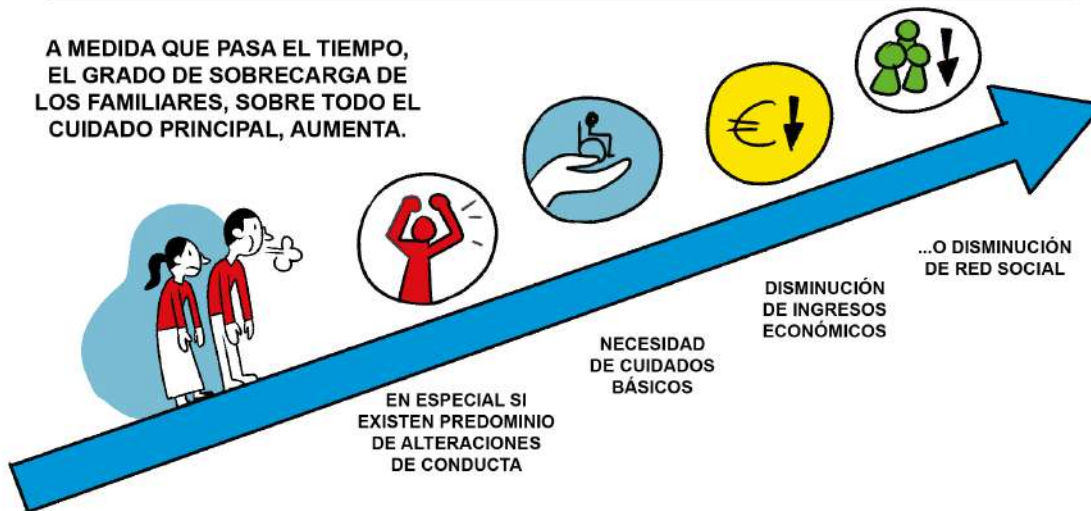 A MEDIDA QUE PASA EL TIEMPO,
EL GRADO DE SOBRECARGA DE
LOS FAMILIARES, SOBRE TODO EL
CUIDADO PRINCIPAL, AUMENTA.
€
EN ESPECIAL SI
EXISTEN PREDOMINIO
DE ALTERACIONES
DE CONDUCTA
NECESIDAD
DE CUIDADOS
BÁSICOS
DISMINUCIÓN
DE INGRESOS
ECONÓMICOS
...O DISMINUCIÓN
DE RED SOCIAL